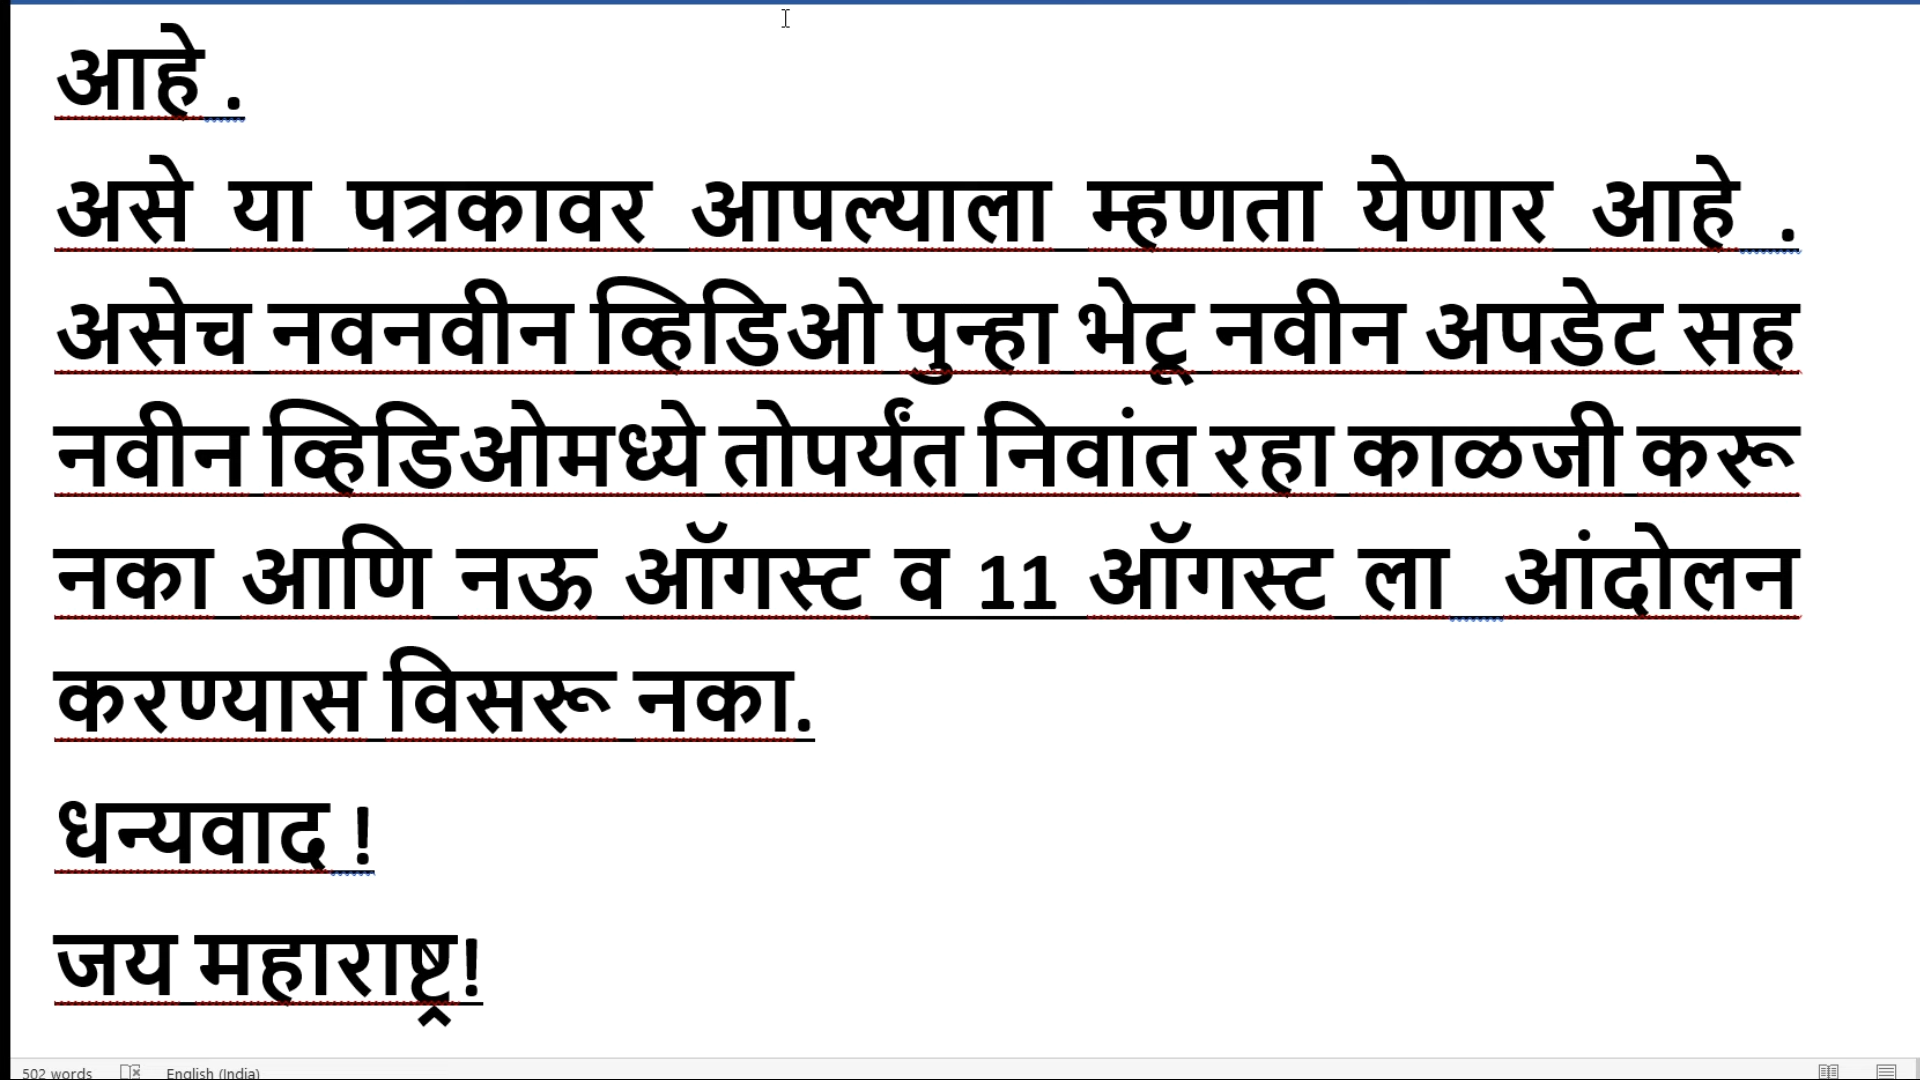 आहे .
असे या पत्रकावर आपल्याला म्हणता येणार आहे .
असेच नवनवीन व्हिडिओ पुन्हा भेटू नवीन अपडेट सह
नवीन व्हिडिओमध्ये तोपर्यंत निवांत रहा काळजी करू
नका आणि नऊ ऑगस्ट व 11 ऑगस्ट ला आंदोलन
करण्यास विसरू नका.
धन्यवाद !
जय महाराष्ट्र!
502 words English (India)